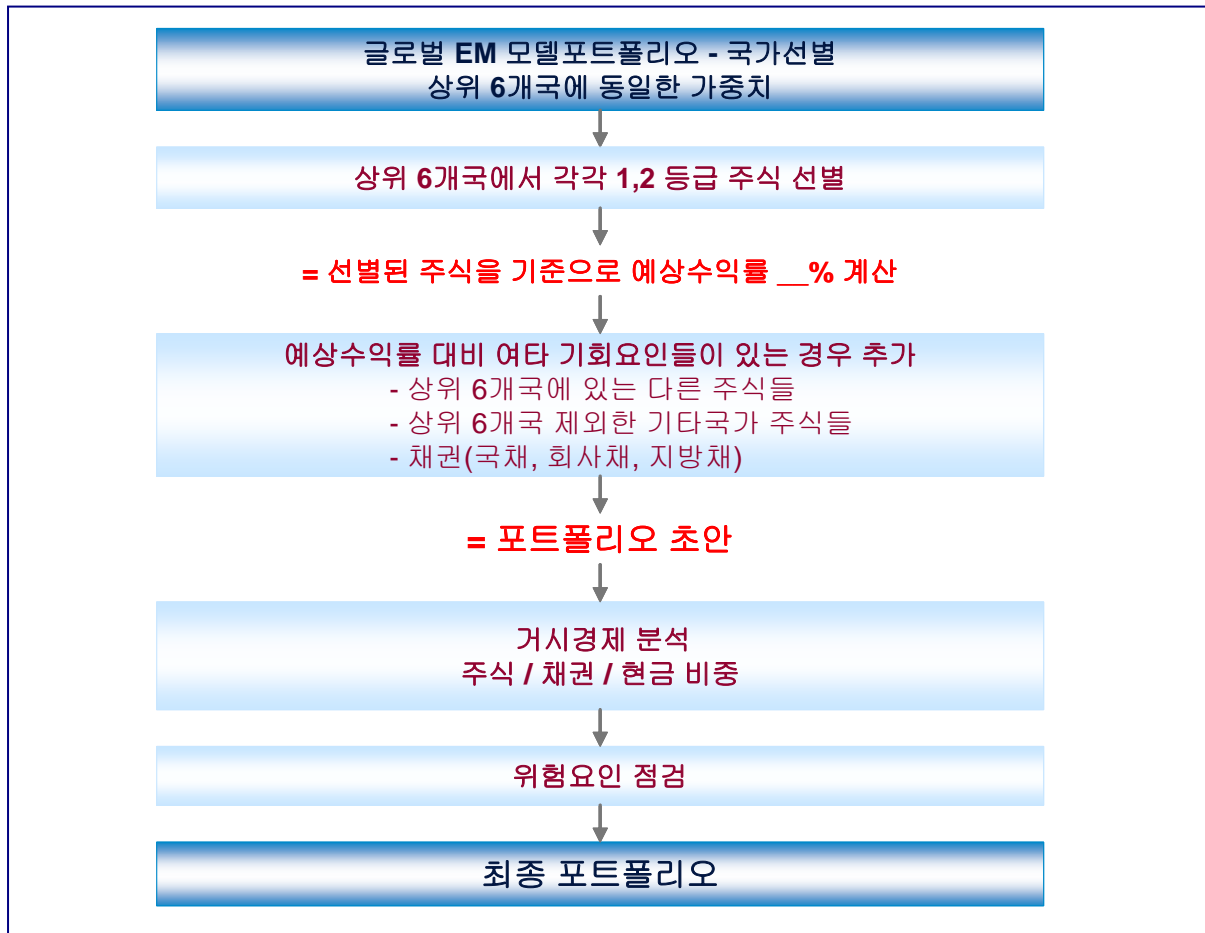 글로벌 EM 모델포트폴리오 - 국가선별
상위 6개국에 동일한 가중치
상위 6개국에서 각각 1,2 등급 주식 선별
= 선별된 주식을 기준으로 예상수익률 __% 계산
예상수익률 대비 여타 기회요인들이 있는 경우 추가
- 상위 6개국에 있는 다른 주식들
- 상위 6개국 제외한 기타국가 주식들
- 채권(국채, 회사채, 지방채)
= 포트폴리오 초안
거시경제 분석
주식 / 채권 / 현금 비중
위험요인 점검
최종 포트폴리오